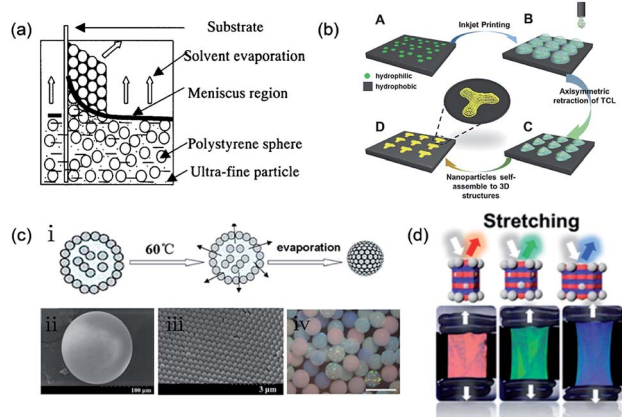 (a)
Substrate
Solvent evaporation
Meniscus region
Polystyrene sphere
Ultra-fine particle
(b)
A
Inkjet Printing
B
hydrophilic
hydrophobic
Axisymmetric
retraction of TCL
D
C
Nanoparticles self-
assemble to 3D
structures
(c)
i
60℃
evaporation
ii
100 μm
iii
3 μm
iv
(d)
Stretching